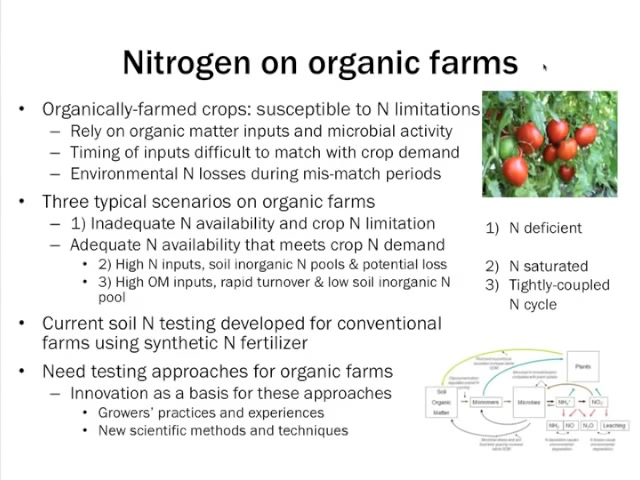 Nitrogen on organic farms
• Organically-farmed crops: susceptible to N limitations
– Rely on organic matter inputs and microbial activity
– Timing of inputs difficult to match with crop demand
– Environmental N losses during mis-match periods
• Three typical scenarios on organic farms
– 1) Inadequate N availability and crop N limitation
– Adequate N availability that meets crop N demand
• 2) High N inputs, soil inorganic N pools & potential loss
• 3) High OM inputs, rapid turnover & low soil inorganic N
pool
• Current soil N testing developed for conventional
farms using synthetic N fertilizer
• Need testing approaches for organic farms
– Innovation as a basis for these approaches
• Growers’ practices and experiences
• New scientific methods and techniques
1) N deficient
2) N saturated
3) Tightly-coupled
N cycle
Plants
Soil
Organic
Matter
Monomers
Microbes
NH₄⁺
NO₃⁻
NH₃
NO
N₂O
Leaching